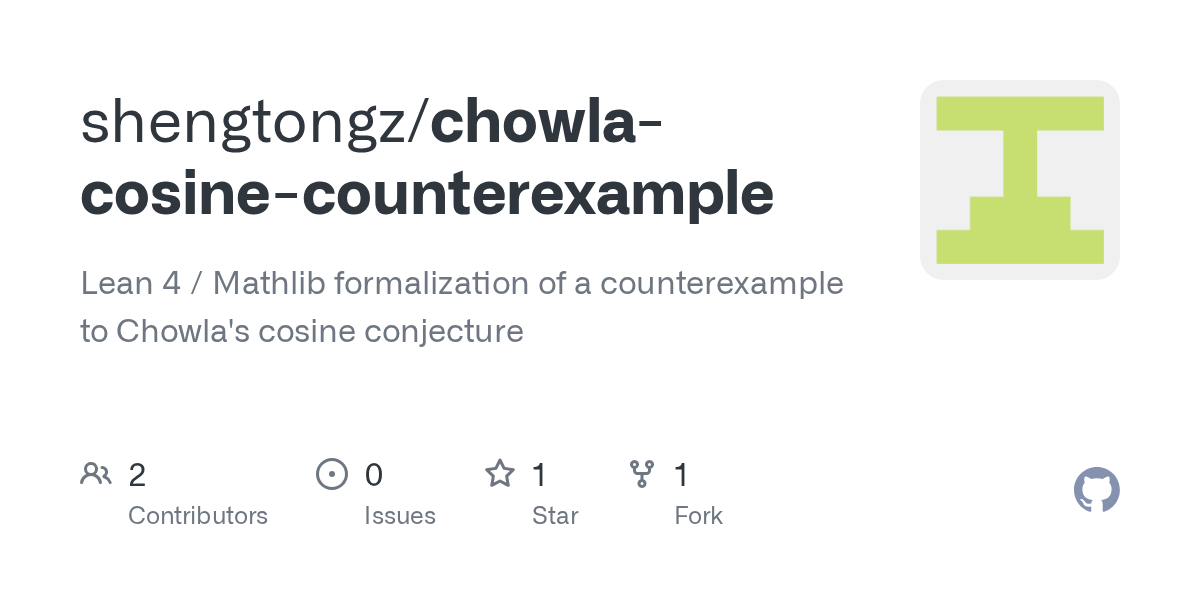 shengtongz/chowla-
cosine-counterexample
Lean 4 / Mathlib formalization of a counterexample
to Chowla's cosine conjecture
2
Contributors
0
Issues
1
Star
1
Fork